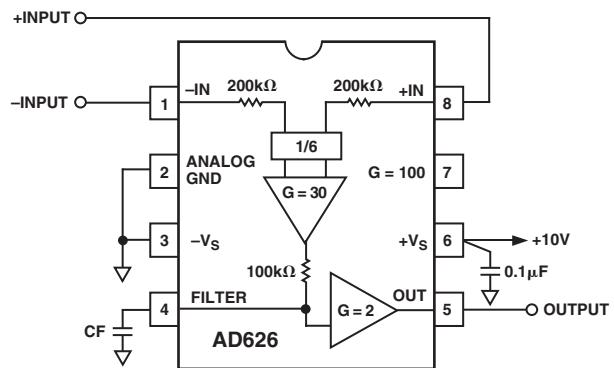 +INPUT
–INPUT
200kΩ
200kΩ
1
–IN
+IN
8
1/6
2
ANALOG
GND
G = 30
G = 100
7
3
–VS
+VS
6
+10V
100kΩ
0.1μF
4
FILTER
G = 2
OUT
5
OUTPUT
CF
AD626